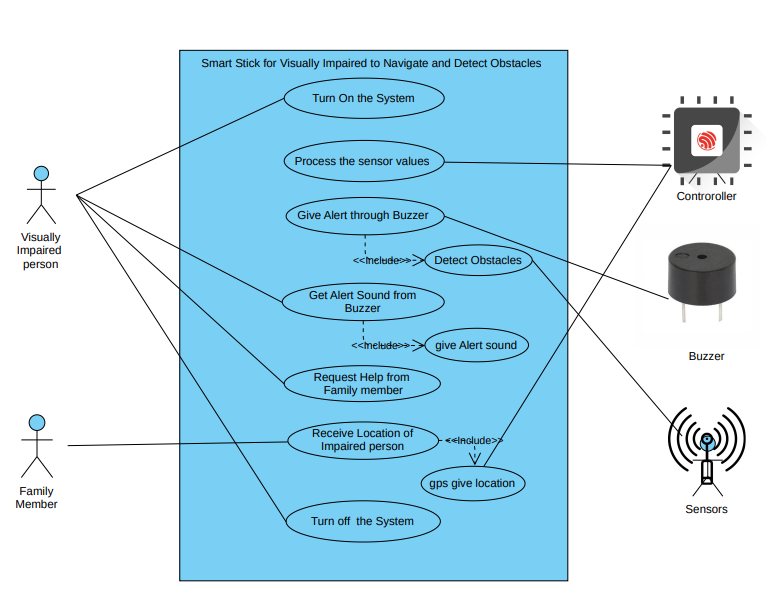 Smart Stick for Visually Impaired to Navigate and Detect Obstacles
Turn On the System
Process the sensor values
Controroller
Give Alert through Buzzer
Visually
Impaired
person
<<Include>>
Detect Obstacles
Get Alert Sound from
Buzzer
<<Include>>
give Alert sound
Buzzer
Request Help from
Family member
Receive Location of
Impaired person
<<Include>>
gps give location
Family
Member
Sensors
Turn off the System